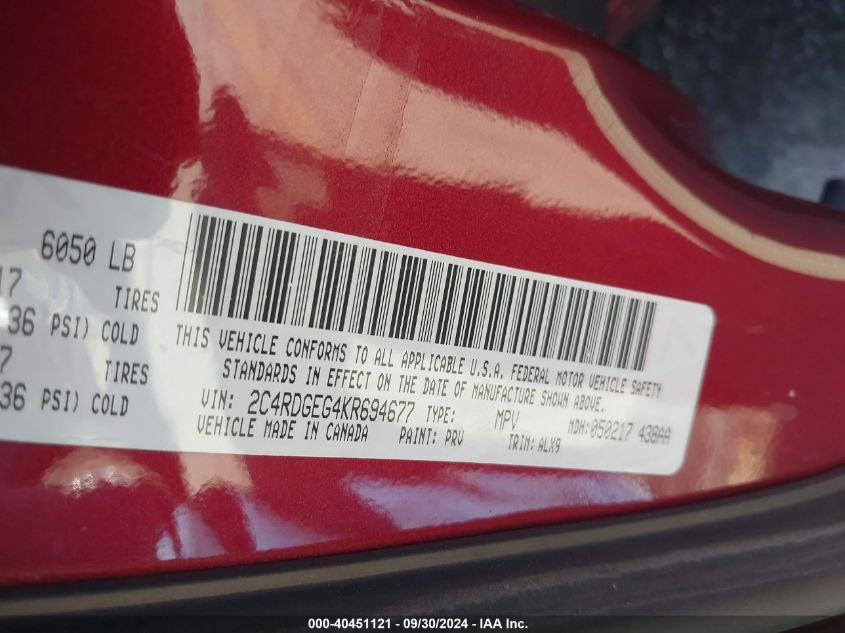 6050 LB
17 TIRES
36 PSI) COLD
7 TIRES
36 PSI) COLD
THIS VEHICLE CONFORMS TO ALL APPLICABLE U.S.A. FEDERAL MOTOR VEHICLE SAFETY
STANDARDS IN EFFECT ON THE DATE OF MANUFACTURE SHOWN ABOVE.
VIN: 2C4RDGEG4KR694677 TYPE: MPV MDH: 050217 438AA
VEHICLE MADE IN CANADA PAINT: PRV TRIM: ALX9
000-40451121 - 09/30/2024 - IAA Inc.